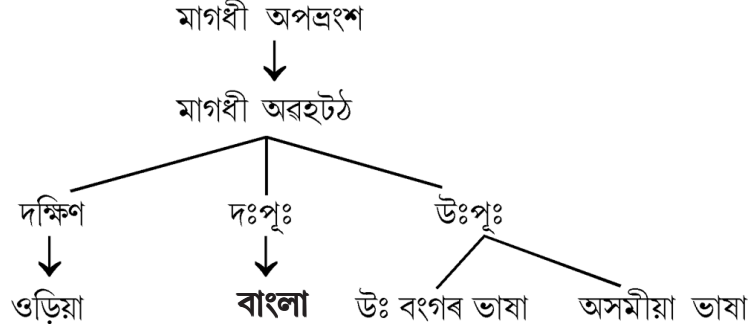 মাগধী অপভ্ৰংশ
মাগধী অৱহটঠ
দক্ষিণ দঃপূঃ উঃপূঃ
ওড়িয়া বাংলা উঃ বংগৰ ভাষা অসমীয়া ভাষা